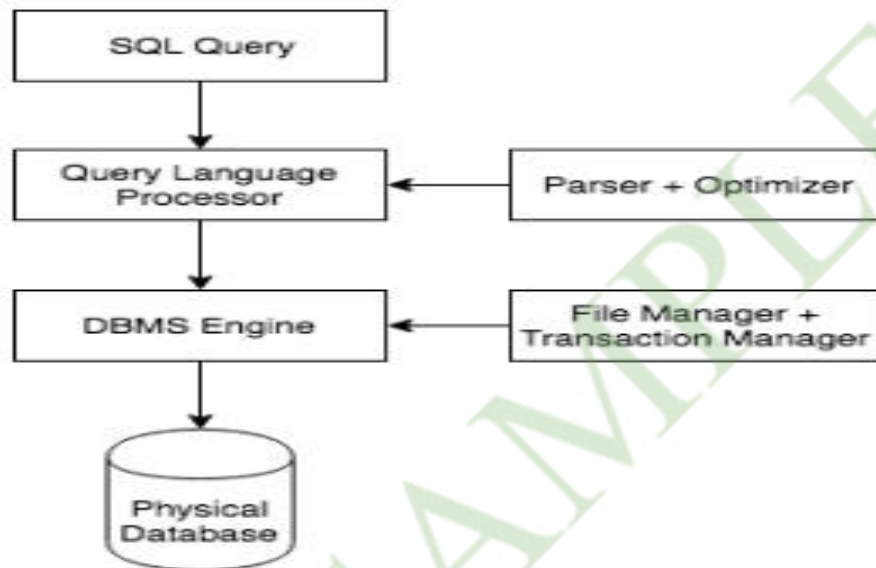 SQL Query
Query Language
Processor
Parser + Optimizer
DBMS Engine
File Manager +
Transaction Manager
Physical
Database